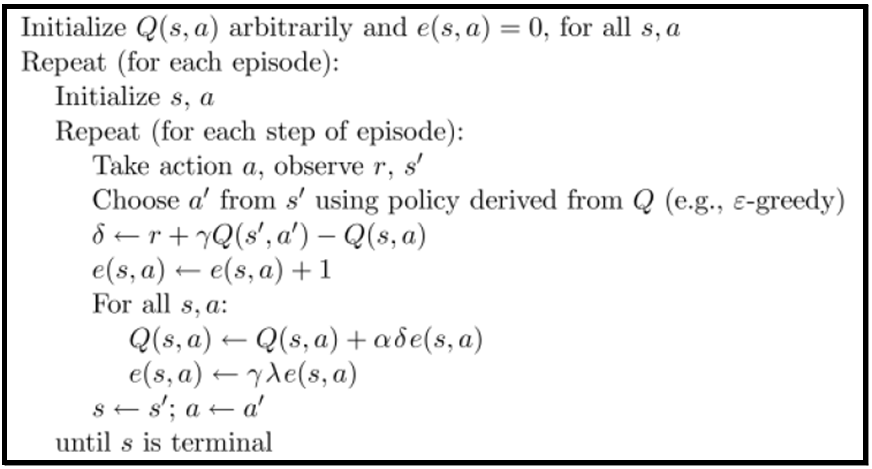 Initialize Q(s, a) arbitrarily and e(s, a) = 0, for all s, a
Repeat (for each episode):
Initialize s, a
Repeat (for each step of episode):
Take action a, observe r, s′
Choose a′ from s′ using policy derived from Q (e.g., ε-greedy)
δ ← r + γQ(s′, a′) − Q(s, a)
e(s, a) ← e(s, a) + 1
For all s, a:
Q(s, a) ← Q(s, a) + αδe(s, a)
e(s, a) ← γλe(s, a)
s ← s′; a ← a′
until s is terminal